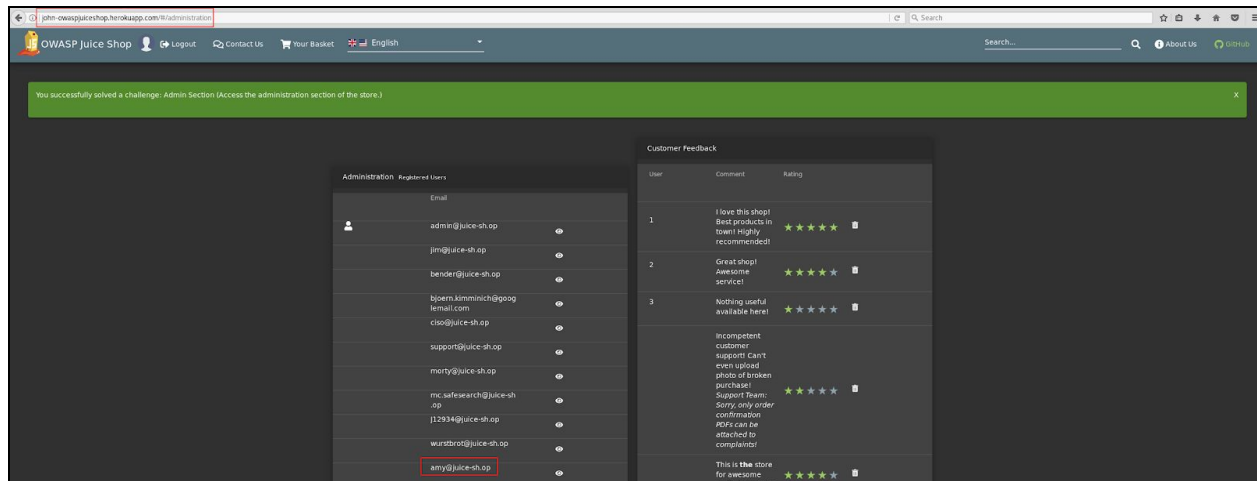 john-owaspjuiceshop.herokuapp.com/#/administration
Search
OWASP Juice Shop Logout Contact Us Your Basket English Search... About Us GitHub
You successfully solved a challenge: Admin Section (Access the administration section of the store.) X
Administration Registered Users
Email
admin@juice-sh.op
jim@juice-sh.op
bender@juice-sh.op
bjoern.kimminich@goog
lemail.com
ciso@juice-sh.op
support@juice-sh.op
morty@juice-sh.op
mc.safesearch@juice-sh
.op
J12934@juice-sh.op
wurstbrot@juice-sh.op
amy@juice-sh.op
Customer Feedback
User Comment Rating
1
I love this shop!
Best products in
town! Highly
recommended!
2
Great shop!
Awesome
service!
3
Nothing useful
available here!
Incompetent
customer
support! Can't
even upload
photo of broken
purchase!
Support Team:
Sorry, only order
confirmation
PDFs can be
attached to
complaints!
This is the store
for awesome